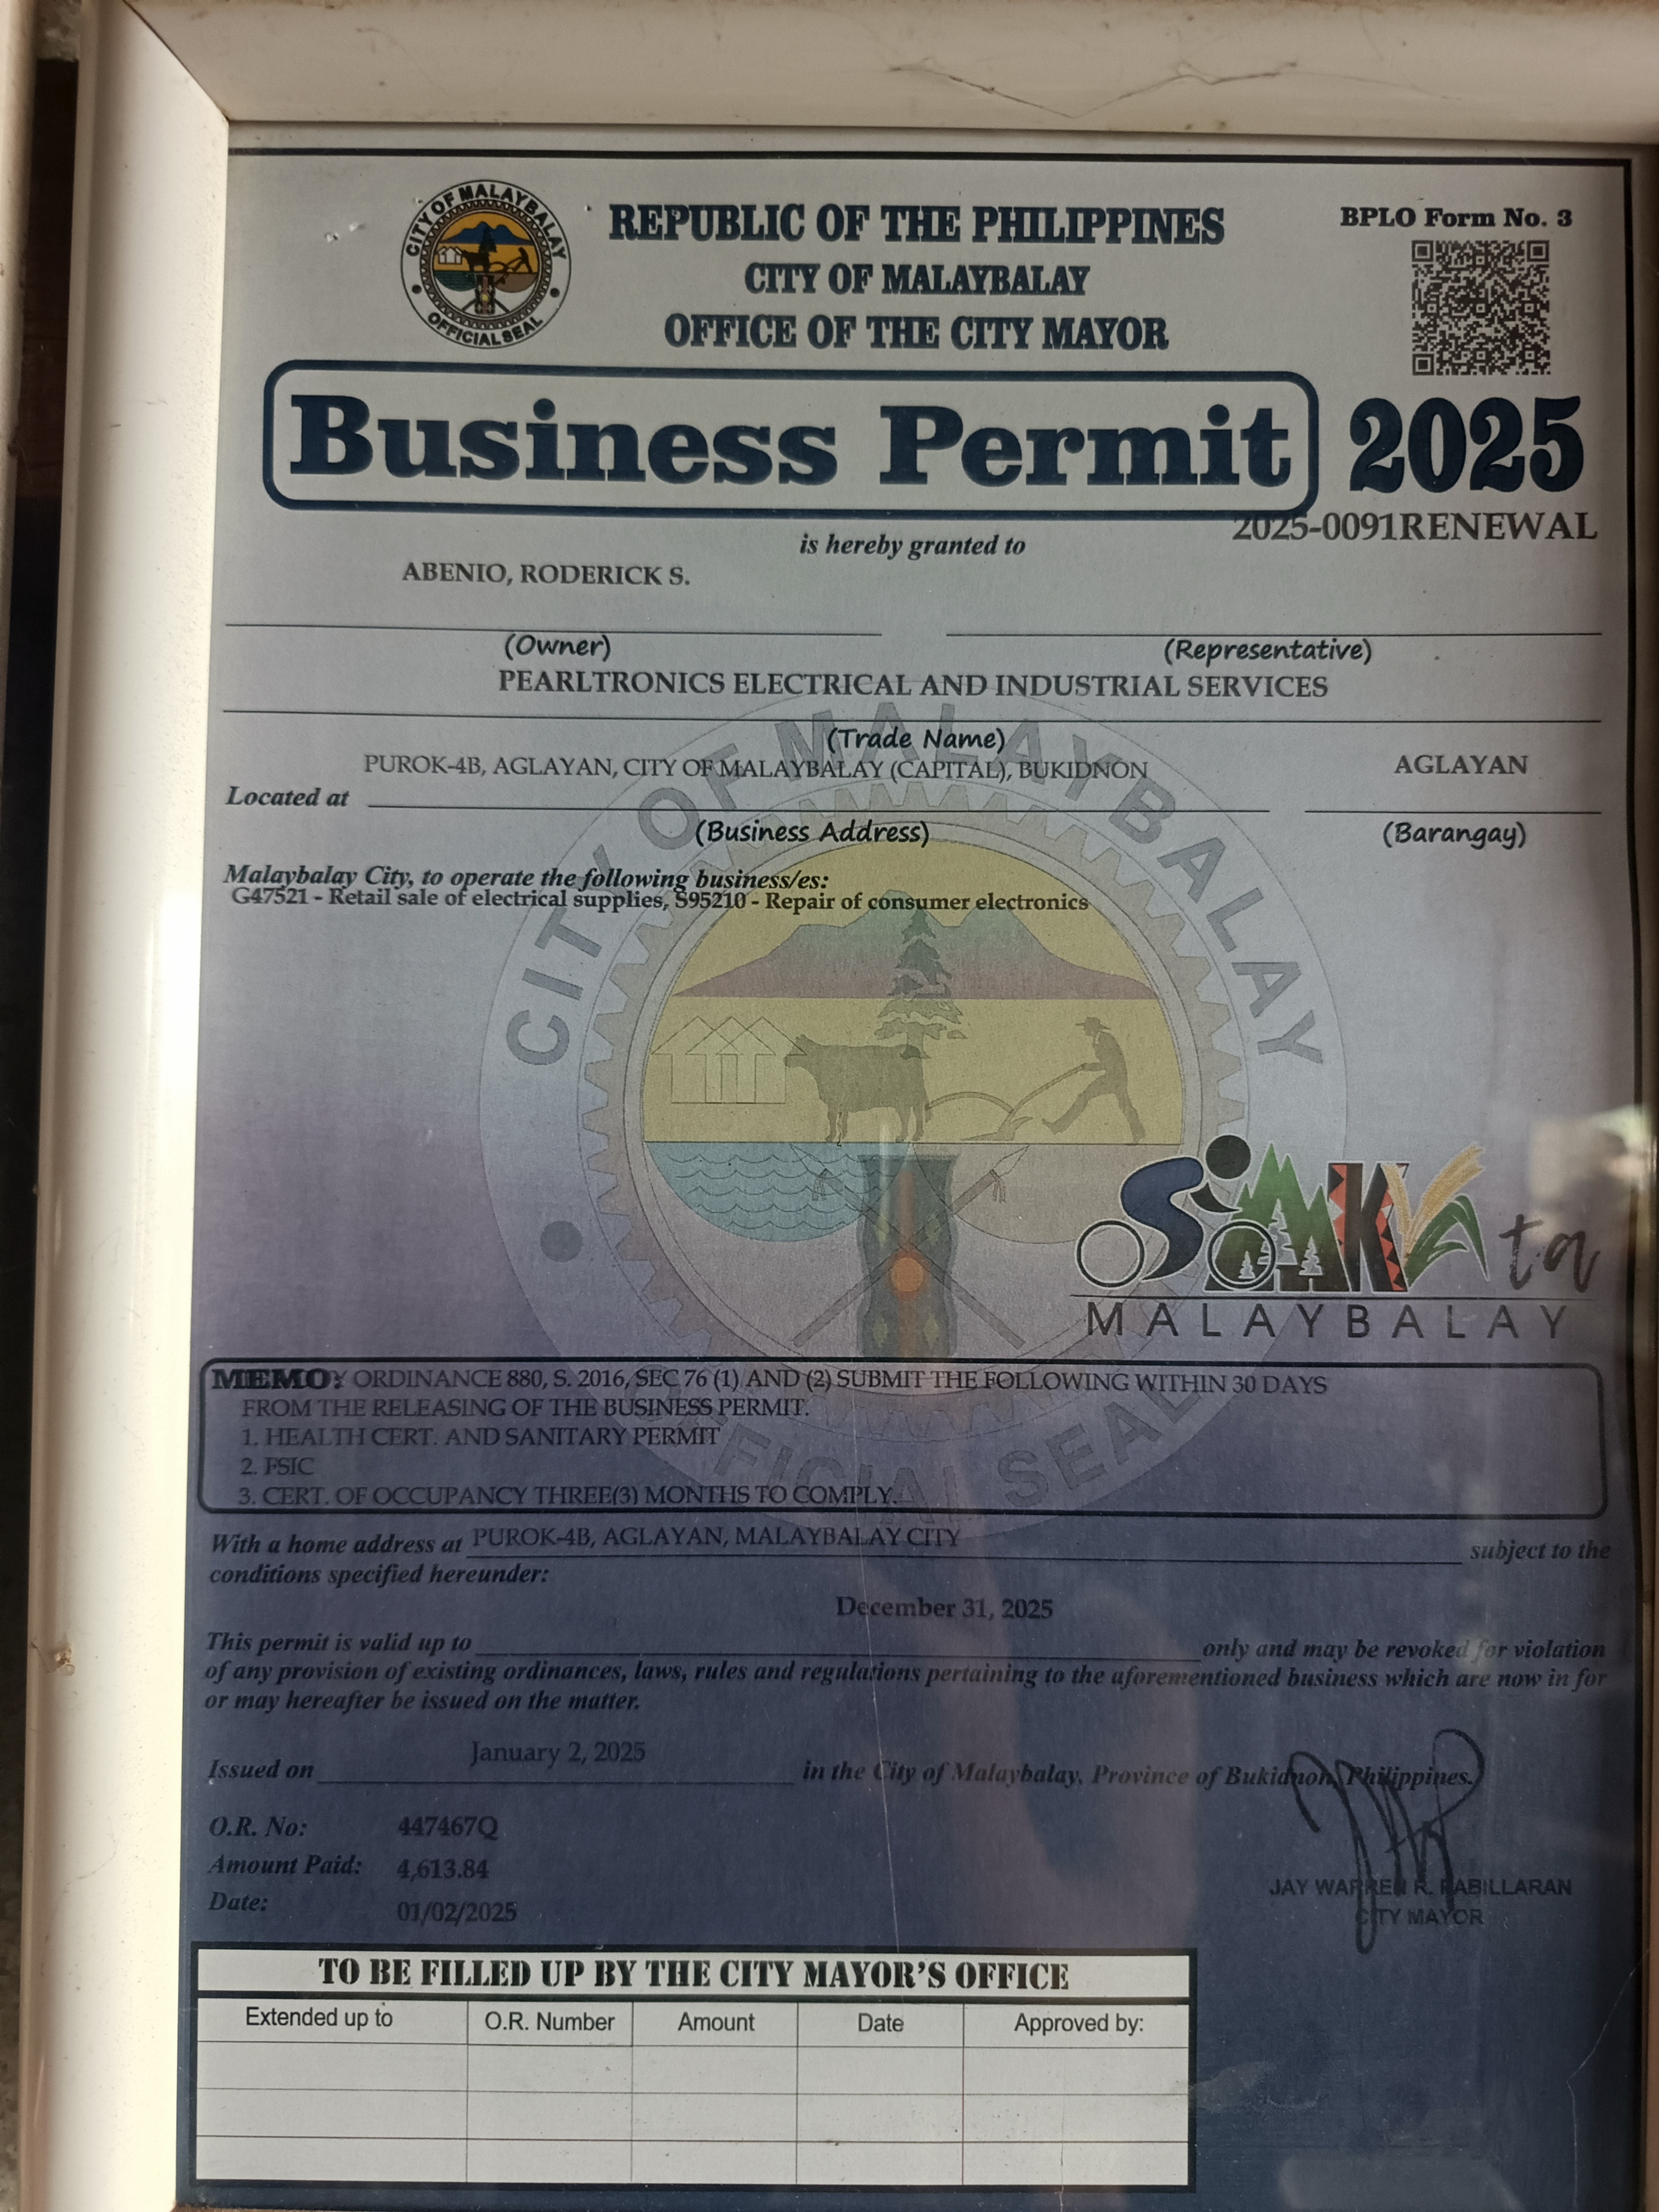 CITY OF MALAYBALAY
OFFICIAL SEAL
REPUBLIC OF THE PHILIPPINES
CITY OF MALAYBALAY
OFFICE OF THE CITY MAYOR
BPLO Form No. 3
Business Permit 2025
2025-0091RENEWAL
is hereby granted to
ABENIO, RODERICK S.
(Owner) (Representative)
PEARLTRONICS ELECTRICAL AND INDUSTRIAL SERVICES
(Trade Name)
PUROK-4B, AGLAYAN, CITY OF MALAYBALAY (CAPITAL), BUKIDNON AGLAYAN
Located at
(Business Address) (Barangay)
Malaybalay City, to operate the following business/es:
G47521 - Retail sale of electrical supplies, S95210 - Repair of consumer electronics
CITY OF MALAYBALAY
OFFICIAL SEAL
SAKA ta
MALAYBALAY
MEMO: ORDINANCE 880, S. 2016, SEC 76 (1) AND (2) SUBMIT THE FOLLOWING WITHIN 30 DAYS
FROM THE RELEASING OF THE BUSINESS PERMIT.
1. HEALTH CERT. AND SANITARY PERMIT
2. FSIC
3. CERT. OF OCCUPANCY THREE(3) MONTHS TO COMPLY.
With a home address at PUROK-4B, AGLAYAN, MALAYBALAY CITY subject to the
conditions specified hereunder:
December 31, 2025
This permit is valid up to only and may be revoked for violation
of any provision of existing ordinances, laws, rules and regulations pertaining to the aforementioned business which are now in for
or may hereafter be issued on the matter.
January 2, 2025
Issued on in the City of Malaybalay, Province of Bukidnon, Philippines.
O.R. No: 447467Q
Amount Paid: 4,613.84
Date: 01/02/2025
JAY WARREN R. PABILLARAN
CITY MAYOR
TO BE FILLED UP BY THE CITY MAYOR'S OFFICE
Extended up to O.R. Number Amount Date Approved by: